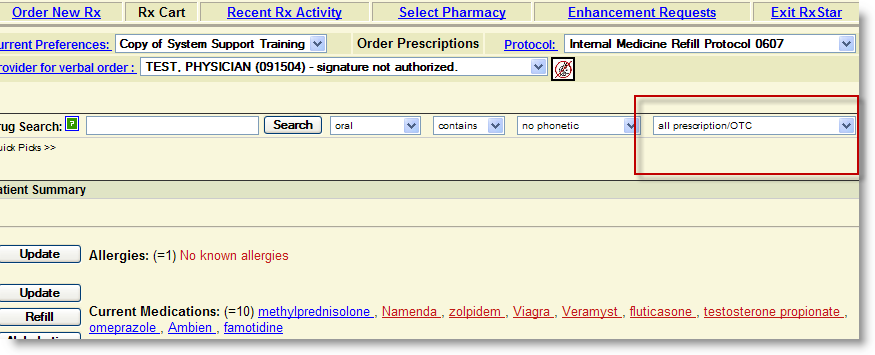 Order New Rx Rx Cart Recent Rx Activity Select Pharmacy Enhancement Requests Exit RxStar
urrent Preferences: Copy of System Support Training Order Prescriptions Protocol: Internal Medicine Refill Protocol 0607
rovider for verbal order : TEST, PHYSICIAN (091504) - signature not authorized.
rug Search: P Search oral contains no phonetic all prescription/OTC
uick Picks >>
atient Summary
Update Allergies: (=1) No known allergies
Update
Refill Current Medications: (=10) methylprednisolone , Namenda , zolpidem , Viagra , Veramyst , fluticasone , testosterone propionate ,
omeprazole , Ambien , famotidine